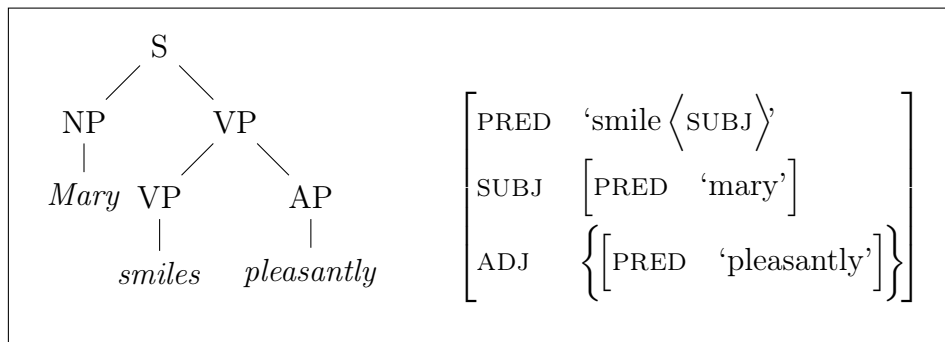 S
NP VP
Mary VP AP
smiles pleasantly
PRED ‘smile⟨SUBJ⟩’
SUBJ [PRED ‘mary’]
ADJ {[PRED ‘pleasantly’]}